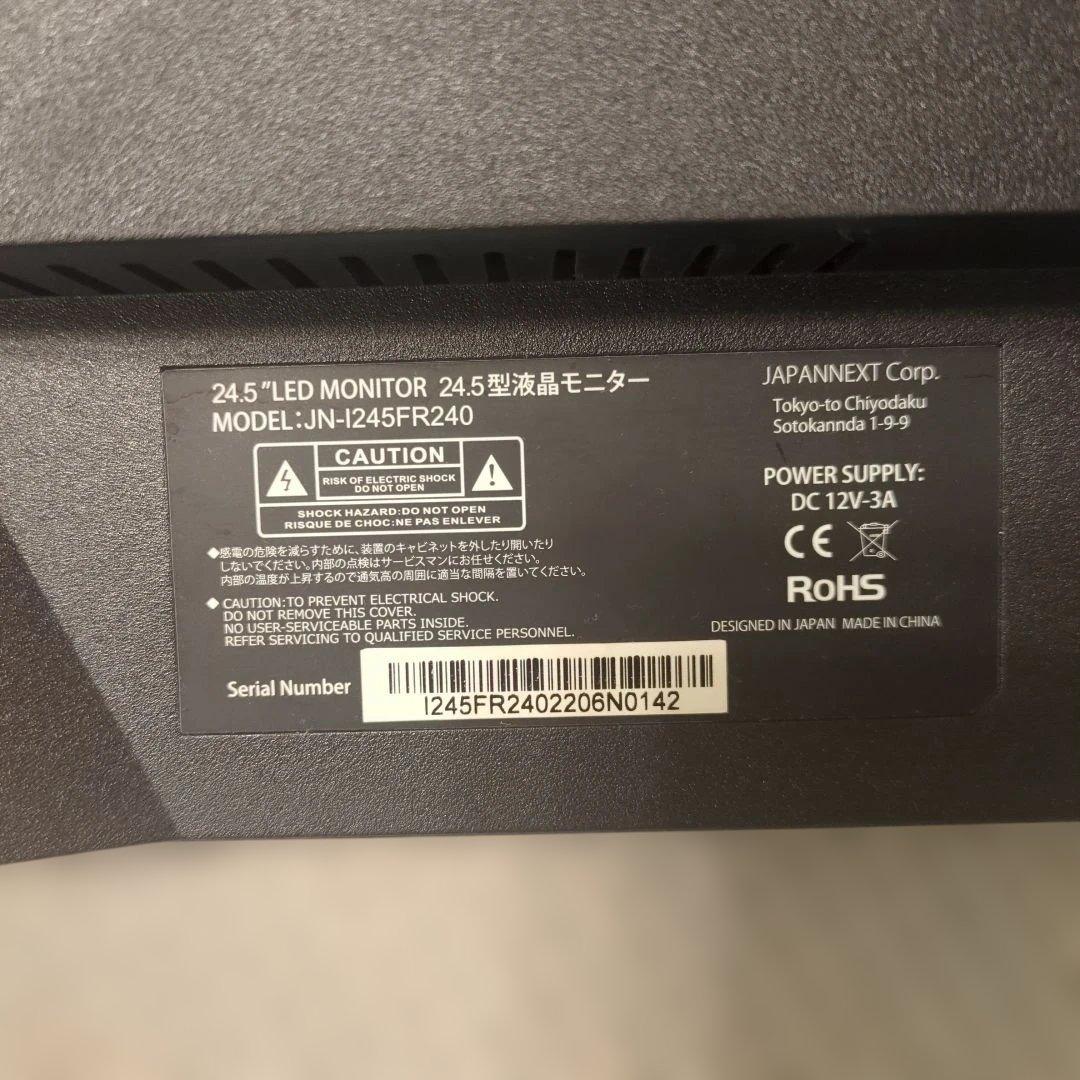 24.5 "LED MONITOR 24.5型液晶モニター
MODEL:JN-I245FR240
CAUTION
RISK OF ELECTRIC SHOCK
DO NOT OPEN
SHOCK HAZARD:DO NOT OPEN
RISQUE DE CHOC:NE PAS ENLEVER
◆感電の危険を減らすために、装置のキャビネットを外したり開いたり
しないでください。内部の点検はサービスマンにお任せください。
内部の温度が上昇するので通気高の周囲に適当な間隔を置いてください。
◆ CAUTION:TO PREVENT ELECTRICAL SHOCK.
DO NOT REMOVE THIS COVER.
NO USER-SERVICEABLE PARTS INSIDE.
REFER SERVICING TO QUALIFIED SERVICE PERSONNEL.
Serial Number
I245FR2402206N0142
JAPANNEXT Corp.
Tokyo-to Chiyodaku
Sotokannda 1-9-9
POWER SUPPLY:
DC 12V-3A
CE
RoHS
DESIGNED IN JAPAN MADE IN CHINA